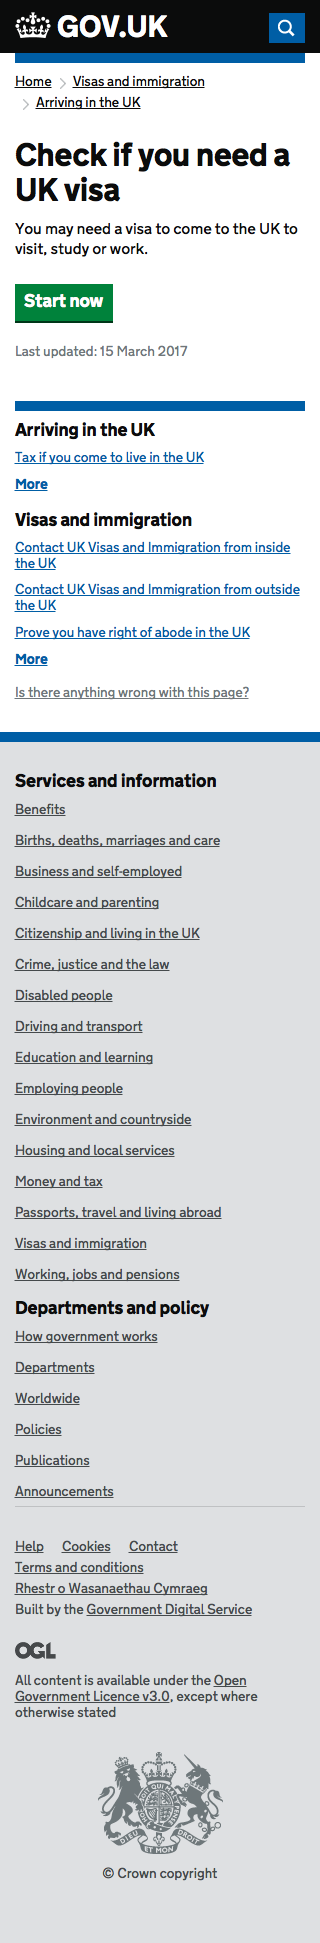 GOV.UK
Home
Visas and immigration
Arriving in the UK
Check if you need a
UK visa
You may need a visa to come to the UK to
visit, study or work.
Start now
Last updated: 15 March 2017
Arriving in the UK
Tax if you come to live in the UK
More
Visas and immigration
Contact UK Visas and Immigration from inside
the UK
Contact UK Visas and Immigration from outside
the UK
Prove you have right of abode in the UK
More
Is there anything wrong with this page?
Services and information
Benefits
Births, deaths, marriages and care
Business and self-employed
Childcare and parenting
Citizenship and living in the UK
Crime, justice and the law
Disabled people
Driving and transport
Education and learning
Employing people
Environment and countryside
Housing and local services
Money and tax
Passports, travel and living abroad
Visas and immigration
Working, jobs and pensions
Departments and policy
How government works
Departments
Worldwide
Policies
Publications
Announcements
Help Cookies Contact
Terms and conditions
Rhestr o Wasanaethau Cymraeg
Built by the Government Digital Service
OGL
All content is available under the Open
Government Licence v3.0, except where
otherwise stated
DIEU ET MON
© Crown copyright